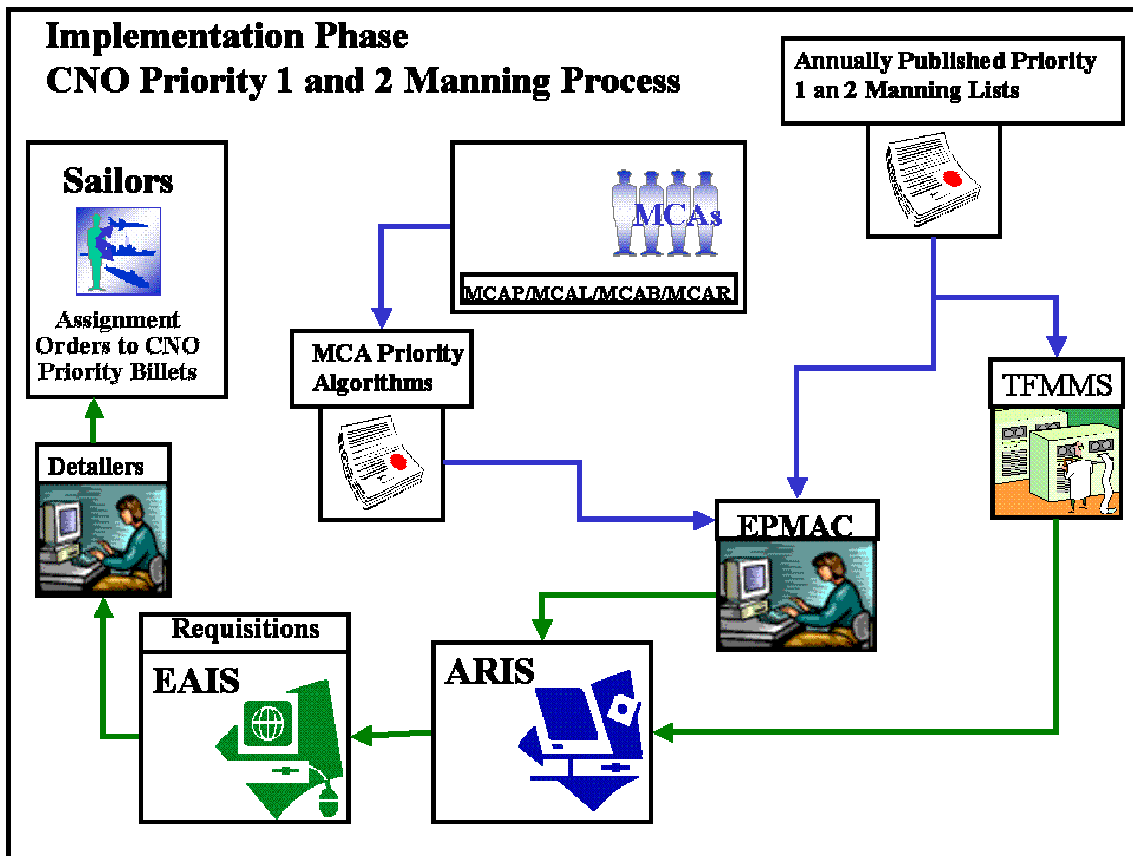 Implementation Phase
CNO Priority 1 and 2 Manning Process
Annually Published Priority
1 an 2 Manning Lists
Sailors
Assignment
Orders to CNO
Priority Billets
MCAs
MCAP/MCAL/MCAB/MCAR
MCA Priority
Algorithms
TFMMS
Detailers
EPMAC
Requisitions
EAIS
ARIS